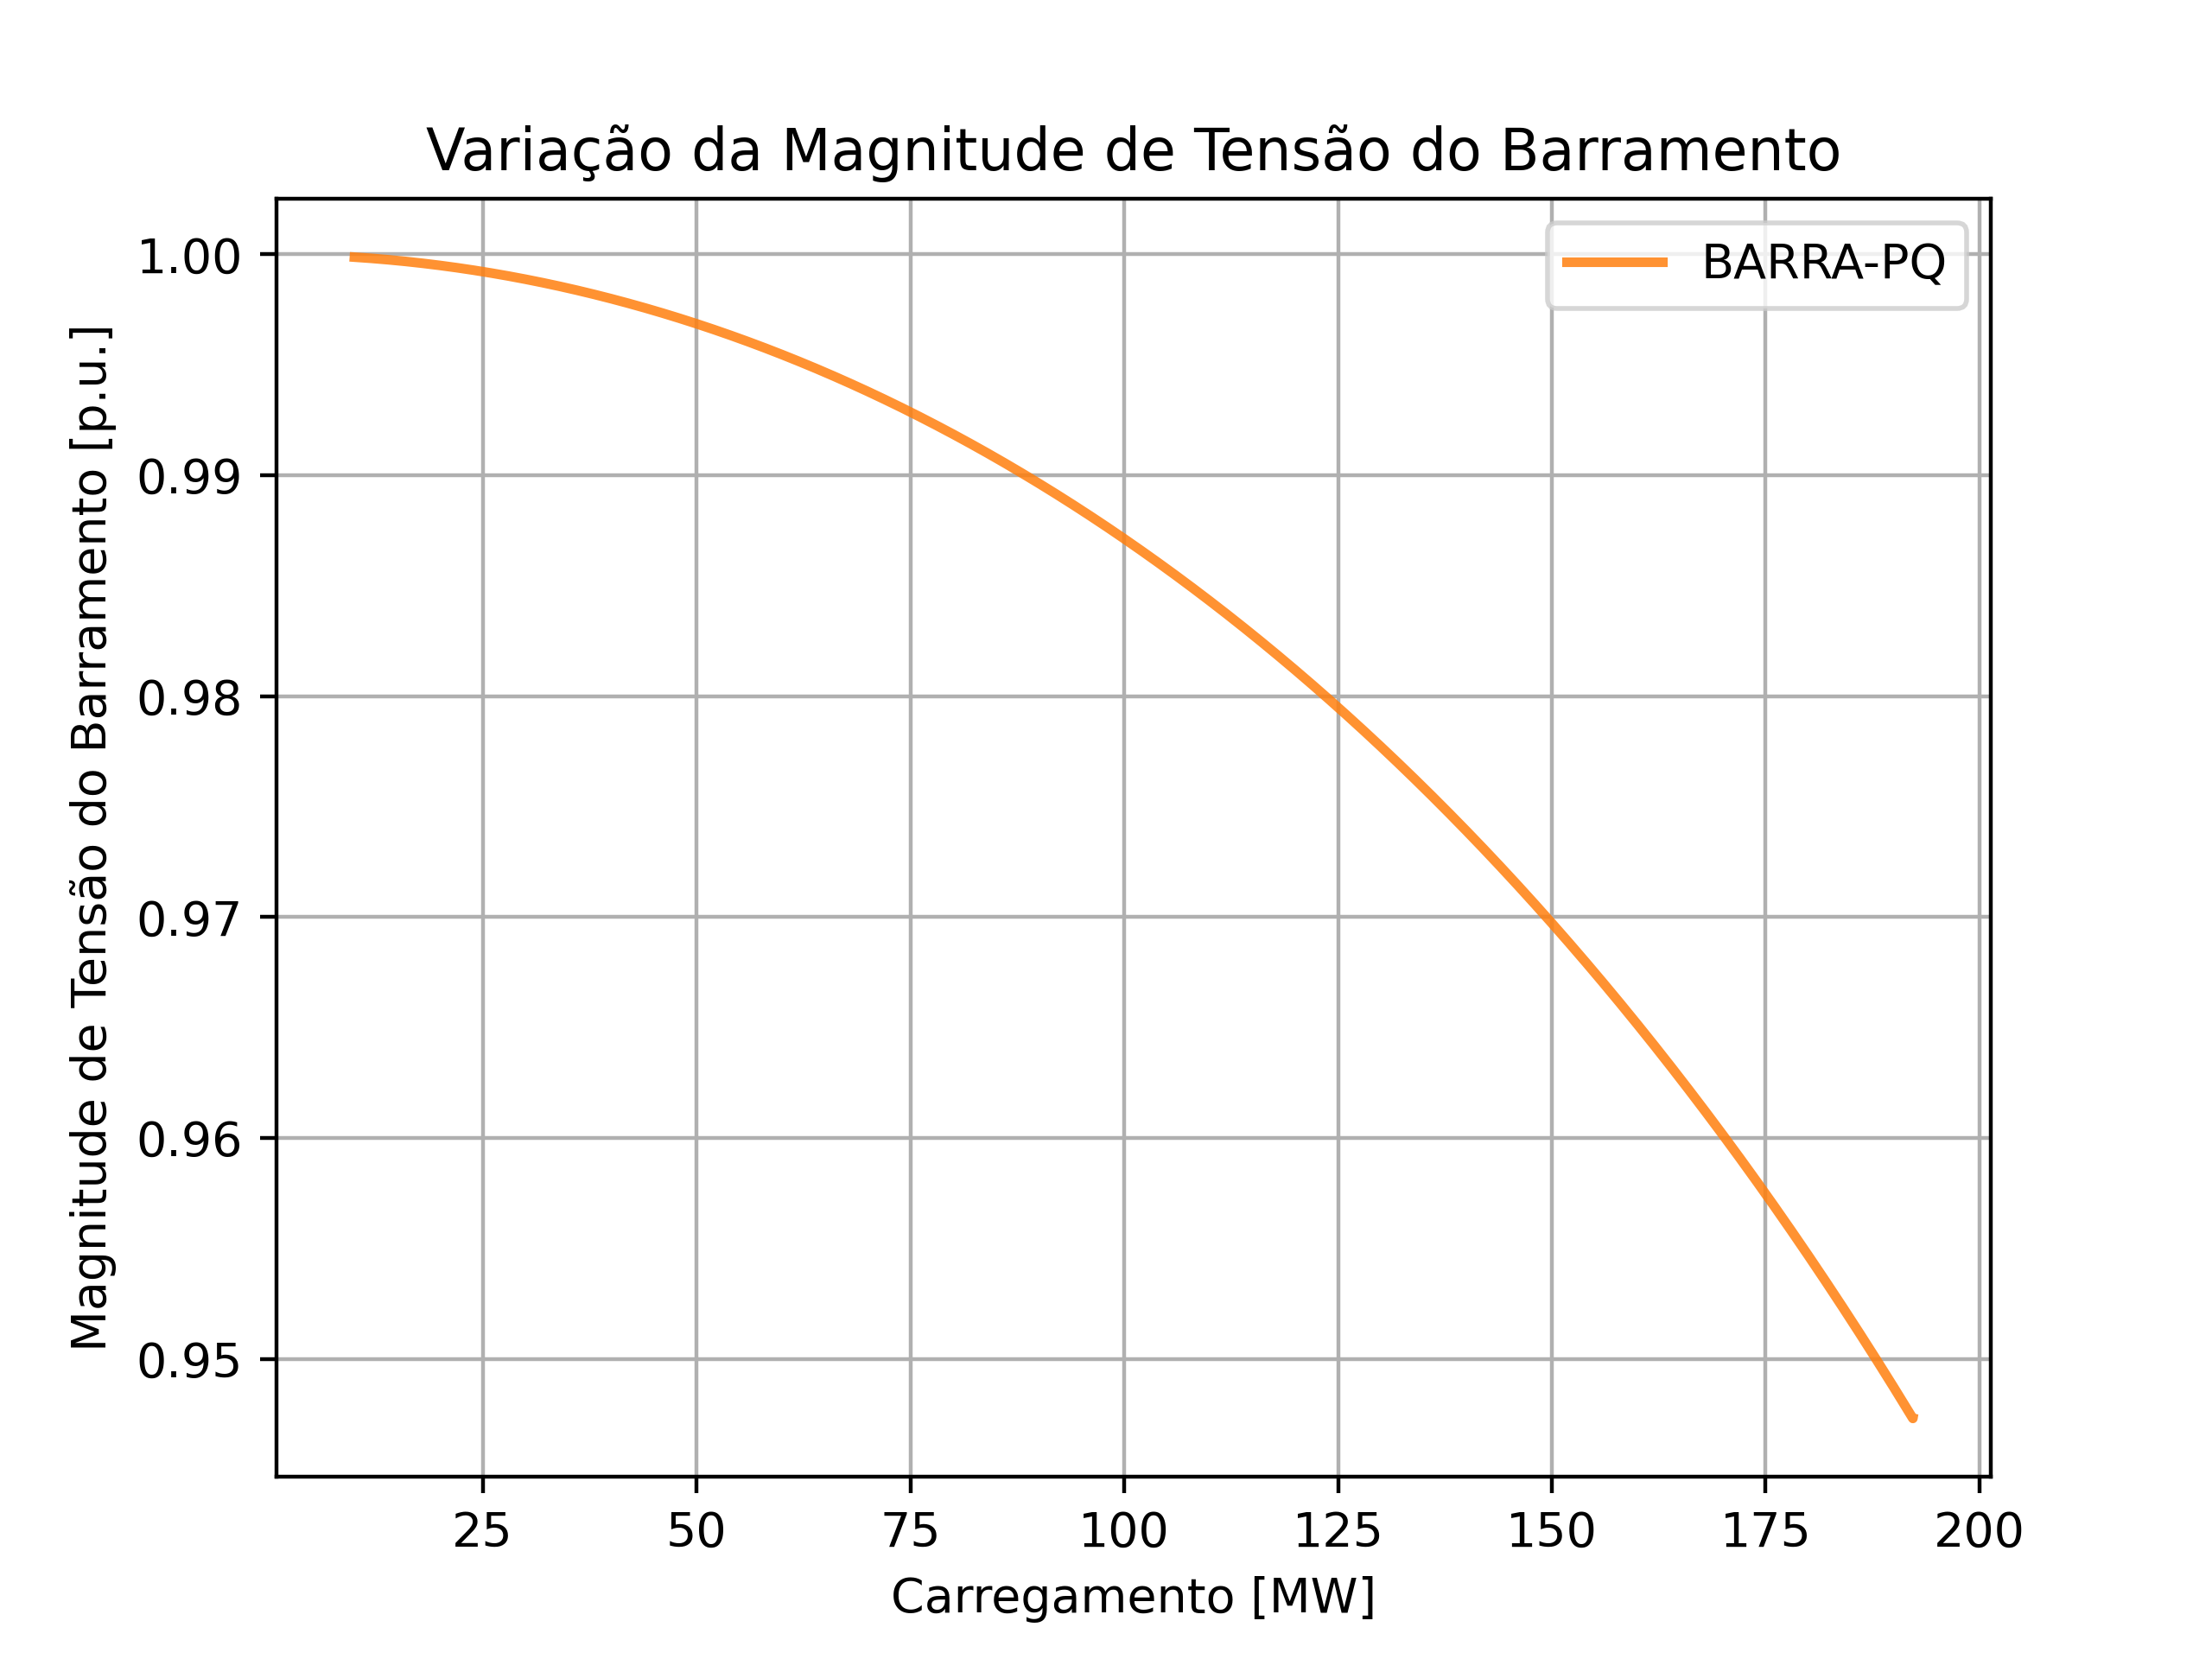 Variação da Magnitude de Tensão do Barramento
BARRA-PQ
Magnitude de Tensão do Barramento [p.u.]
1.00
0.99
0.98
0.97
0.96
0.95
25 50 75 100 125 150 175 200
Carregamento [MW]